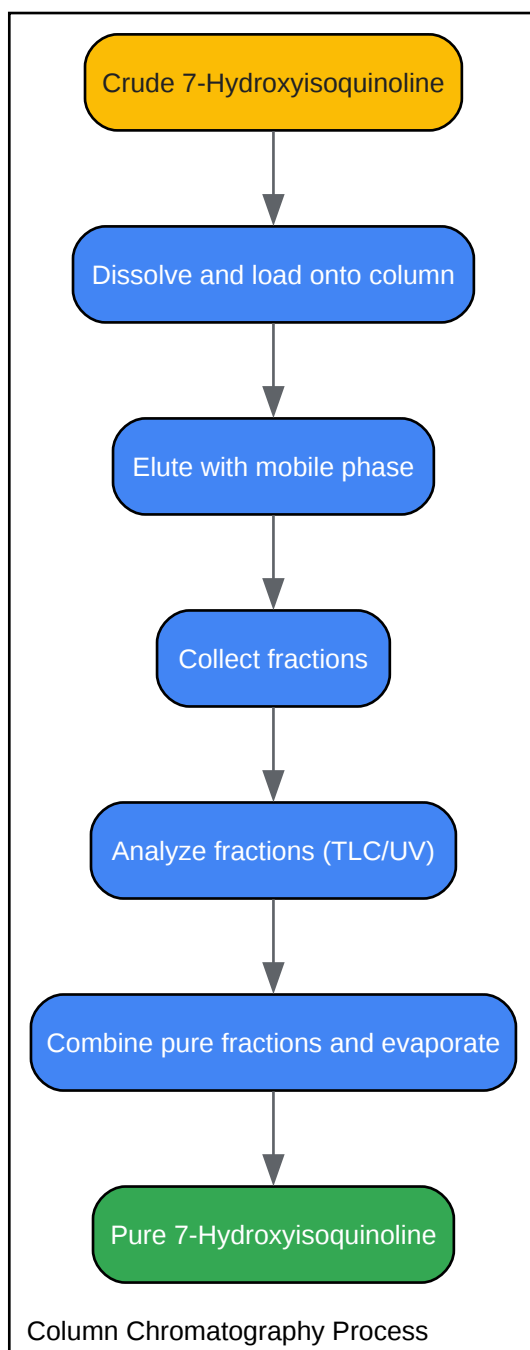 Crude 7-Hydroxyisoquinoline
Dissolve and load onto column
Elute with mobile phase
Collect fractions
Analyze fractions (TLC/UV)
Combine pure fractions and evaporate
Pure 7-Hydroxyisoquinoline
Column Chromatography Process